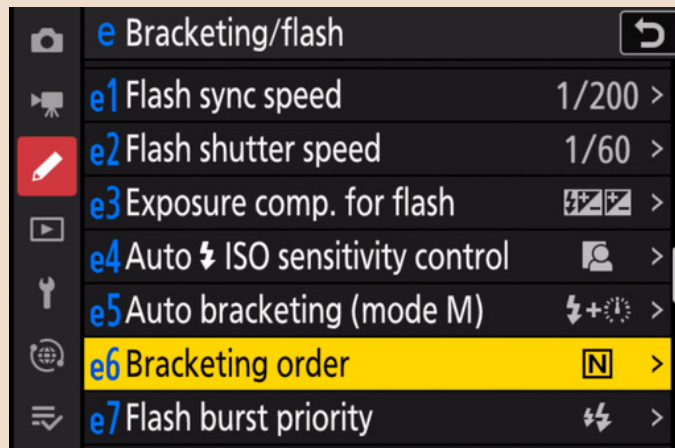 e Bracketing/flash
e1 Flash sync speed 1/200 >
e2 Flash shutter speed 1/60 >
e3 Exposure comp. for flash >
e4 Auto ISO sensitivity control >
e5 Auto bracketing (mode M) + >
e6 Bracketing order N >
e7 Flash burst priority >